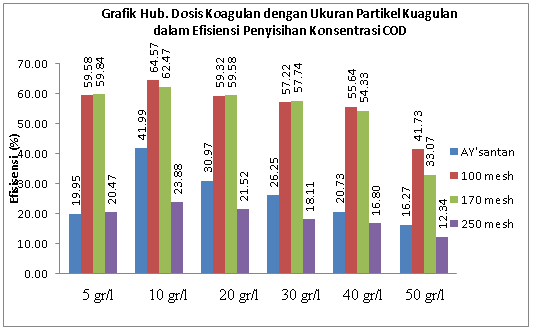 Grafik Hub. Dosis Koagulan dengan Ukuran Partikel Kuagulan
dalam Efisiensi Penyisihan Konsentrasi COD
Efisisensi (%)
70.00
60.00
50.00
40.00
30.00
20.00
10.00
0.00
19.95
59.58
59.84
20.47
41.99
64.57
62.47
23.88
30.97
59.32
59.58
21.52
26.25
57.22
57.74
18.11
20.73
55.64
54.33
16.80
16.27
41.73
33.07
12.34
5 gr/l
10 gr/l
20 gr/l
30 gr/l
40 gr/l
50 gr/l
AY'santan
100 mesh
170 mesh
250 mesh